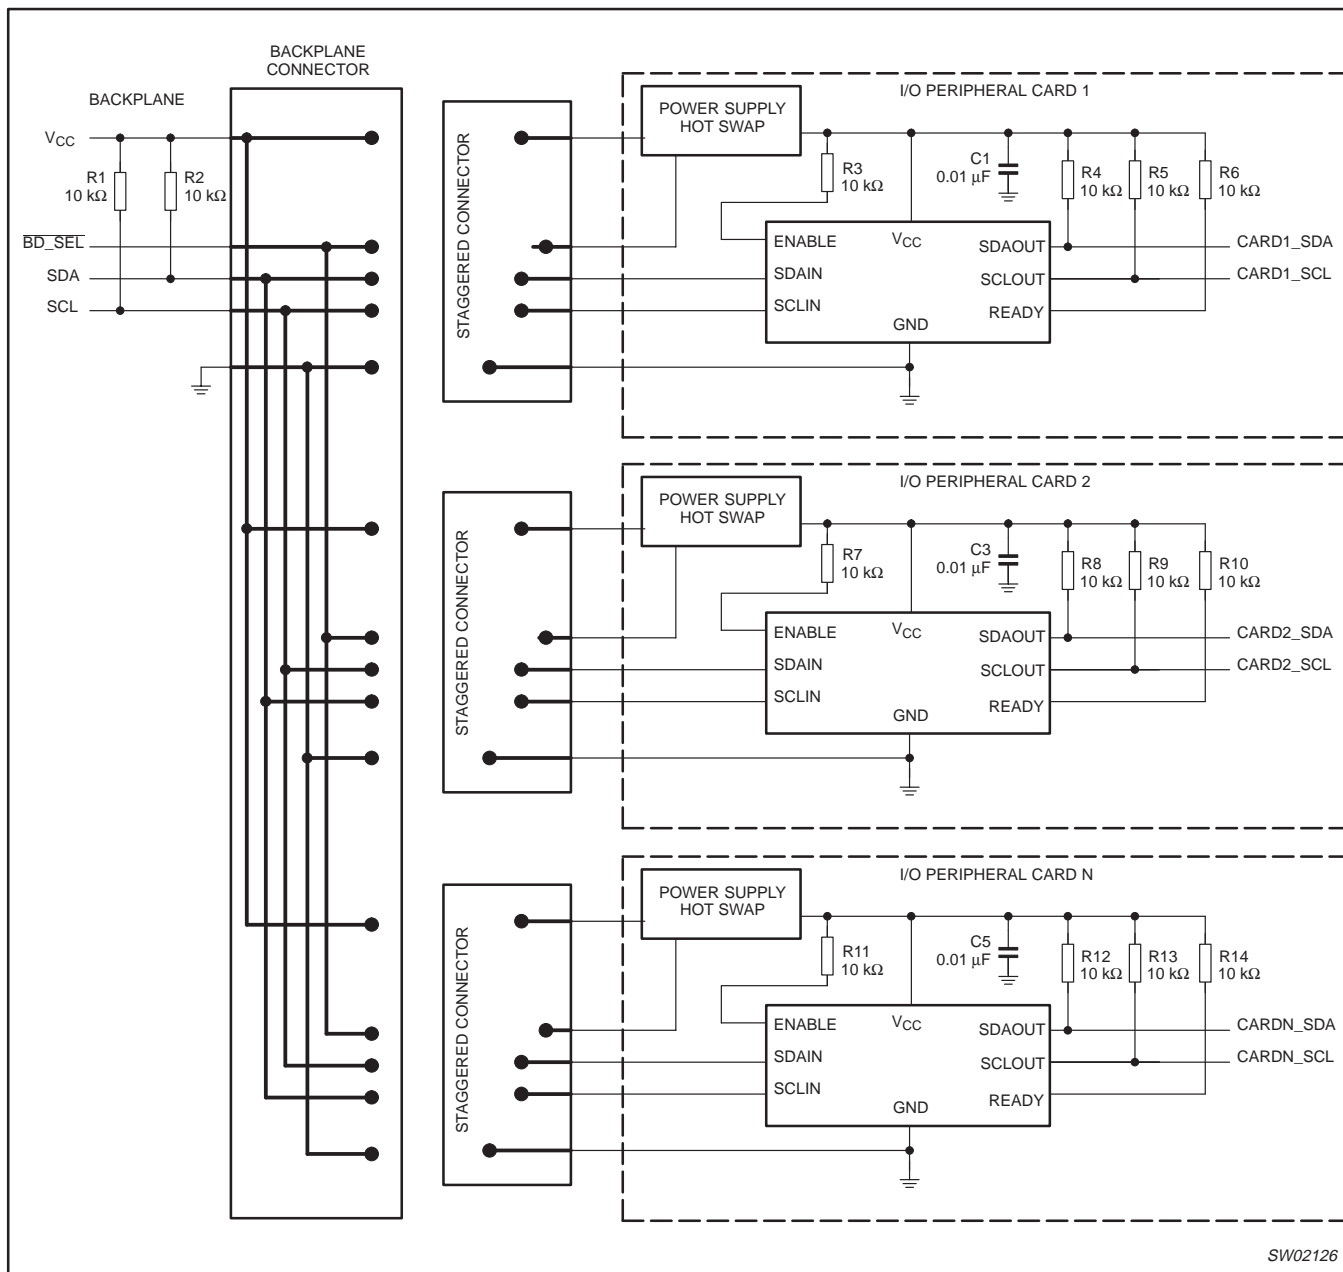 BACKPLANE
CONNECTOR
BACKPLANE
VCC
R1
10 kΩ
R2
10 kΩ
BD_SEL
SDA
SCL
STAGGERED CONNECTOR
I/O PERIPHERAL CARD 1
POWER SUPPLY
HOT SWAP
R3
10 kΩ
C1
0.01 μF
R4
10 kΩ
R5
10 kΩ
R6
10 kΩ
ENABLE
VCC
SDAOUT
CARD1_SDA
SDAIN
SCLOUT
CARD1_SCL
SCLIN
READY
GND
STAGGERED CONNECTOR
I/O PERIPHERAL CARD 2
POWER SUPPLY
HOT SWAP
R7
10 kΩ
C3
0.01 μF
R8
10 kΩ
R9
10 kΩ
R10
10 kΩ
ENABLE
VCC
SDAOUT
CARD2_SDA
SDAIN
SCLOUT
CARD2_SCL
SCLIN
READY
GND
STAGGERED CONNECTOR
I/O PERIPHERAL CARD N
POWER SUPPLY
HOT SWAP
R11
10 kΩ
C5
0.01 μF
R12
10 kΩ
R13
10 kΩ
R14
10 kΩ
ENABLE
VCC
SDAOUT
CARDN_SDA
SDAIN
SCLOUT
CARDN_SCL
SCLIN
READY
GND
SW02126